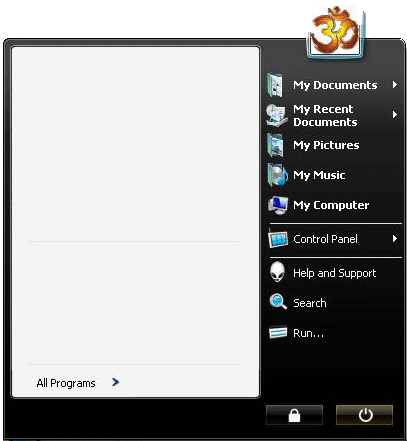 ॐ
My Documents
My Recent
Documents
My Pictures
My Music
My Computer
Control Panel
Help and Support
Search
Run...
All Programs